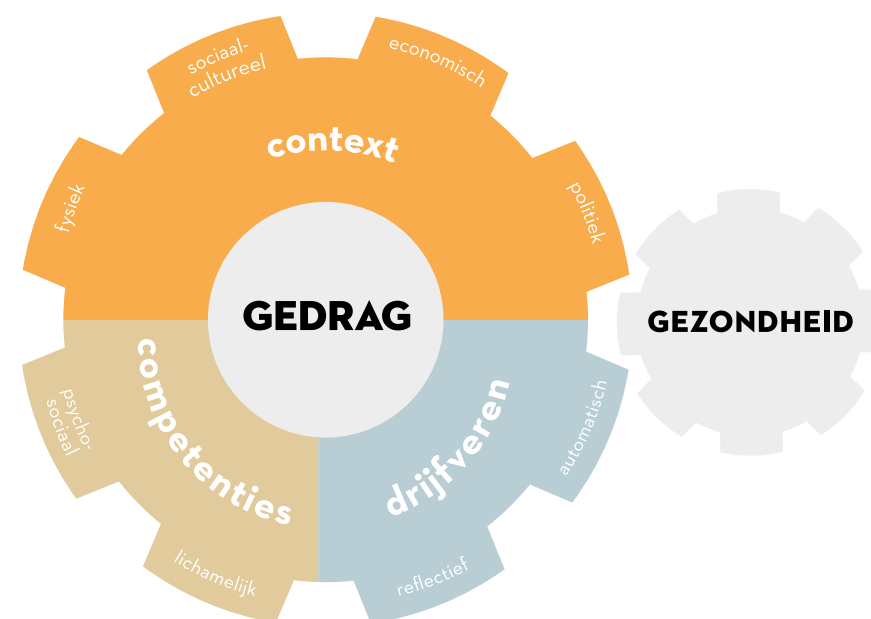 sociaal-
cultureel
economisch
context
fysiek
politiek
GEDRAG
GEZONDHEID
competenties
drijfveren
psycho-
sociaal
automatisch
lichamelijk
reflectief